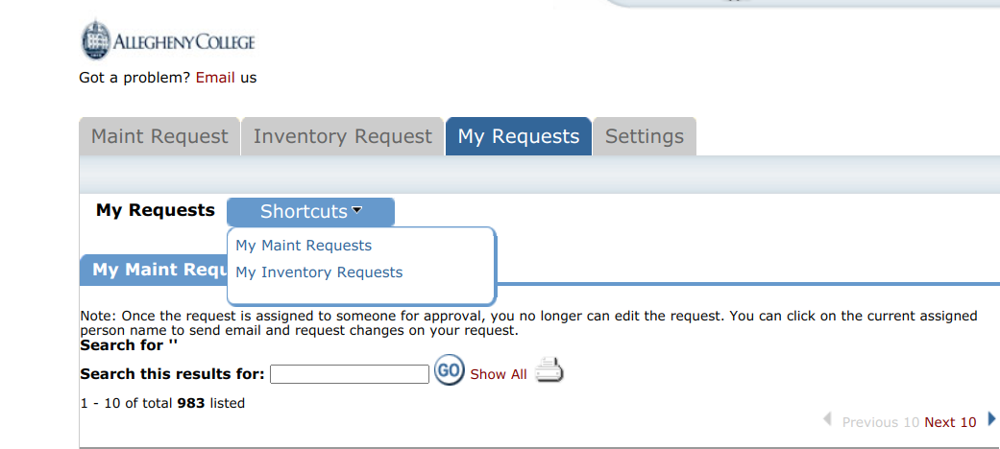 ALLEGHENY COLLEGE
Got a problem? Email us
Maint Request Inventory Request My Requests Settings
My Requests Shortcuts
My Maint Requests
My Maint Requ My Inventory Requests
Note: Once the request is assigned to someone for approval, you no longer can edit the request. You can click on the current assigned
person name to send email and request changes on your request.
Search for ''
Search this results for: GO Show All
1 - 10 of total 983 listed
Previous 10 Next 10